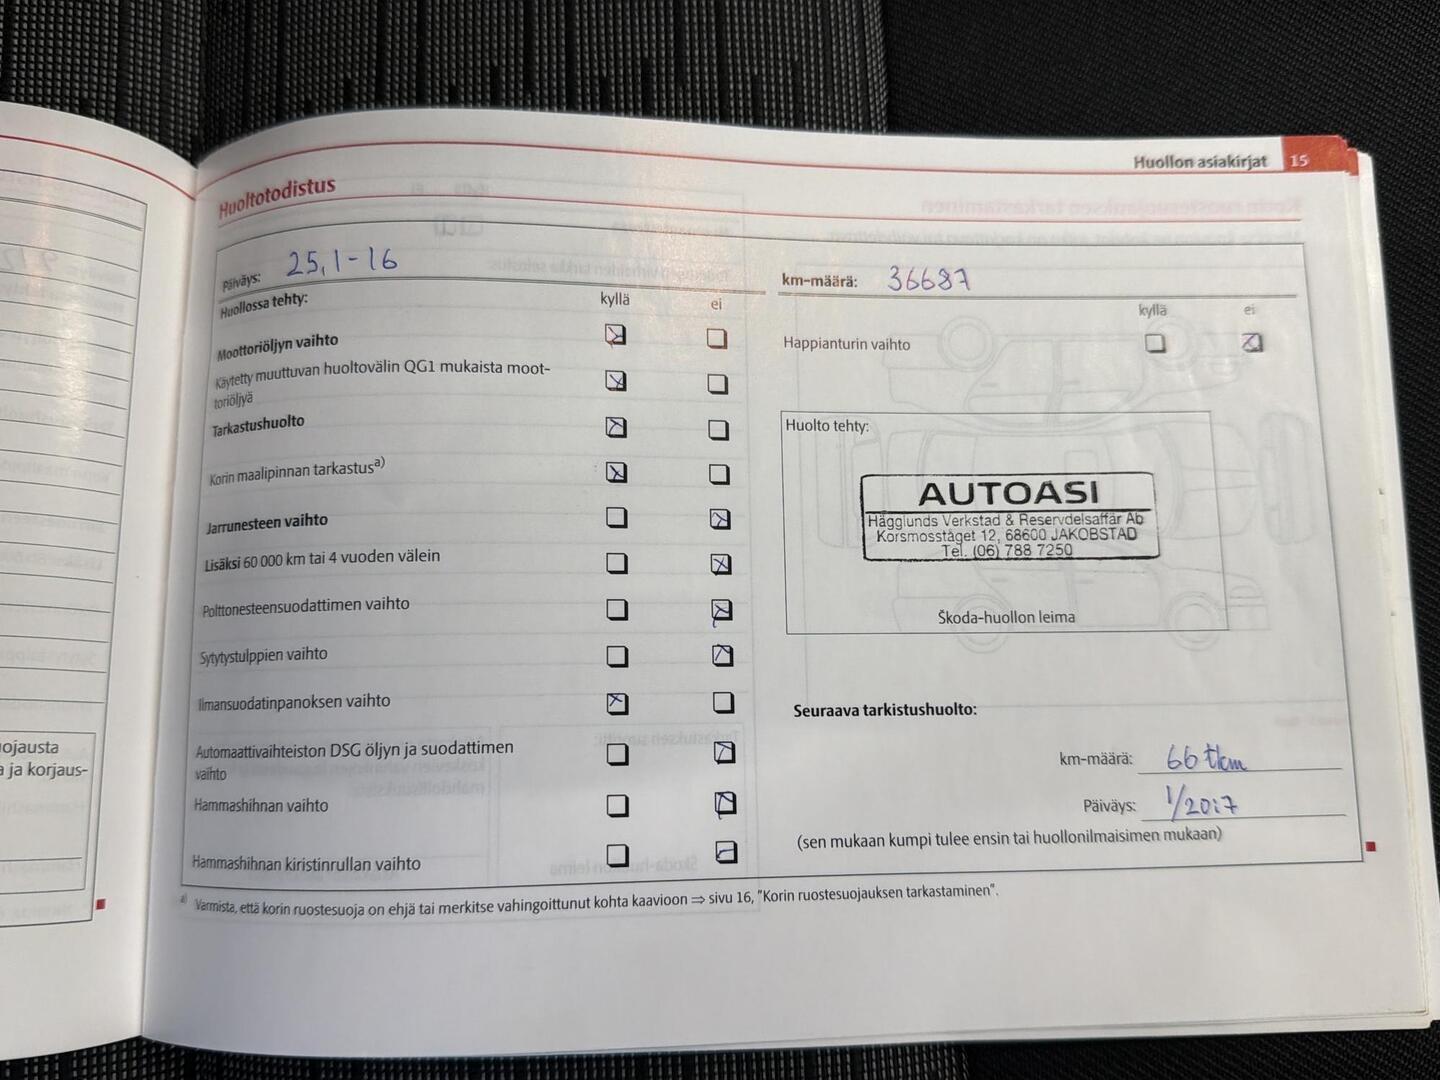 Huollon asiakirjat 15
Huoltotodistus
Päiväys: 25,1-16
Huollossa tehty: kyllä ei
Moottoriöljyn vaihto
Käytetty muuttuvan huoltovälin QG1 mukaista moot-
toriöljyä
Tarkastushuolto
Korin maalipinnan tarkastusa)
Jarrunesteen vaihto
Lisäksi 60 000 km tai 4 vuoden välein
Polttonesteensuodattimen vaihto
Sytytystulppien vaihto
Ilmansuodatinpanoksen vaihto
Automaattivaihteiston DSG öljyn ja suodattimen
vaihto
Hammashihnan vaihto
Hammashihnan kiristinrullan vaihto
km-määrä: 36687
kyllä ei
Happianturin vaihto
Huolto tehty:
AUTOASI
Hägglunds Verkstad & Reservdelsaffär Ab
Korsmosståget 12, 68600 JAKOBSTAD
Tel. (06) 788 7250
Škoda-huollon leima
Seuraava tarkistushuolto:
km-määrä: 66 tkm
Päiväys: 1/2017
(sen mukaan kumpi tulee ensin tai huollonilmaisimen mukaan)
a) Varmista, että korin ruostesuoja on ehjä tai merkitse vahingoittunut kohta kaavioon ⇒ sivu 16, "Korin ruostesuojauksen tarkastaminen".
ojausta
a ja korjaus-